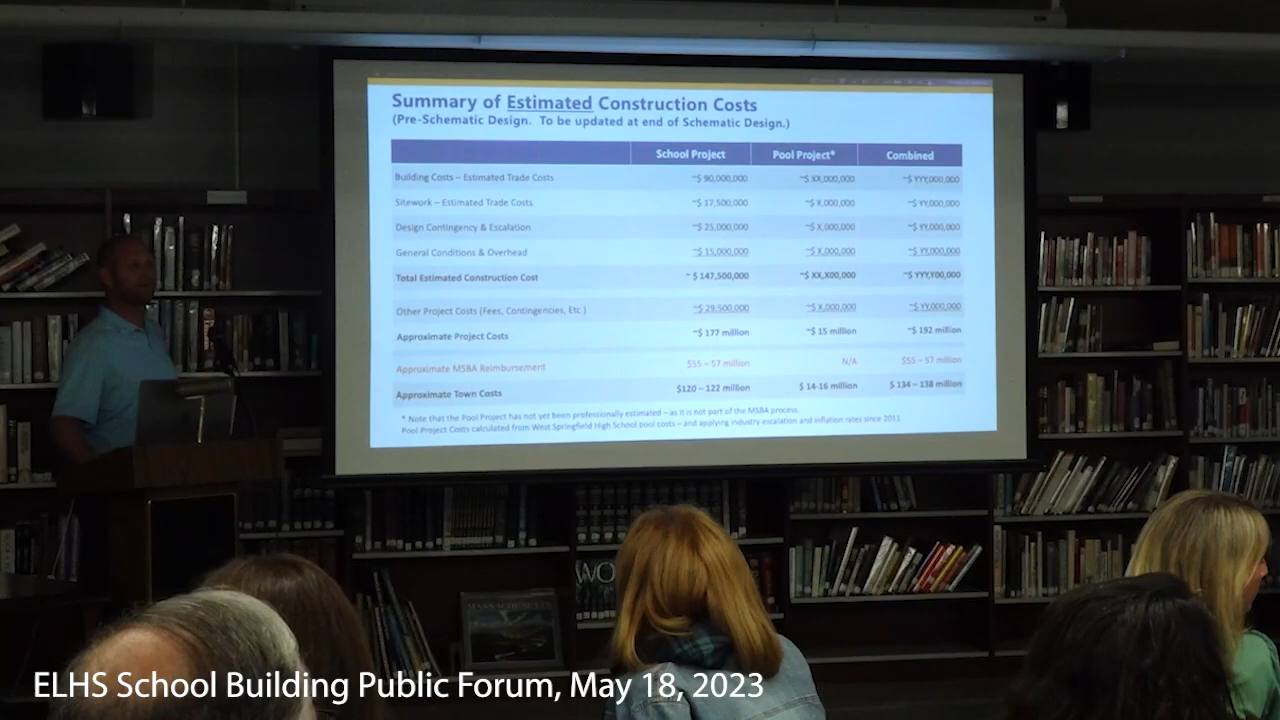 Summary of Estimated Construction Costs
(Pre-Schematic Design. To be updated at end of Schematic Design.)
School Project Pool Project* Combined
Building Costs – Estimated Trade Costs ~$ 90,000,000 ~$ XX,000,000 ~$ YYY,000,000
Sitework – Estimated Trade Costs ~$ 17,500,000 ~$ X,000,000 ~$ YY,000,000
Design Contingency & Escalation ~$ 25,000,000 ~$ X,000,000 ~$ YY,000,000
General Conditions & Overhead ~$ 15,000,000 ~$ X,000,000 ~$ YY,000,000
Total Estimated Construction Cost ~ $ 147,500,000 ~$ XX,X00,000 ~$ YYY,Y00,000
Other Project Costs (Fees, Contingencies, Etc.) ~$ 29,500,000 ~$ X,000,000 ~$ YY,000,000
Approximate Project Costs ~$ 177 million ~$ 15 million ~$ 192 million
Approximate MSBA Reimbursement $55 – 57 million N/A $55 – 57 million
Approximate Town Costs $120 – 122 million $ 14-16 million $ 134 – 138 million
* Note that the Pool Project has not yet been professionally estimated – as it is not part of the MSBA process.
Pool Project Costs calculated from West Springfield High School pool costs – and applying industry escalation and inflation rates since 2011.
WO
MASSACHUSETTS
ELHS School Building Public Forum, May 18, 2023